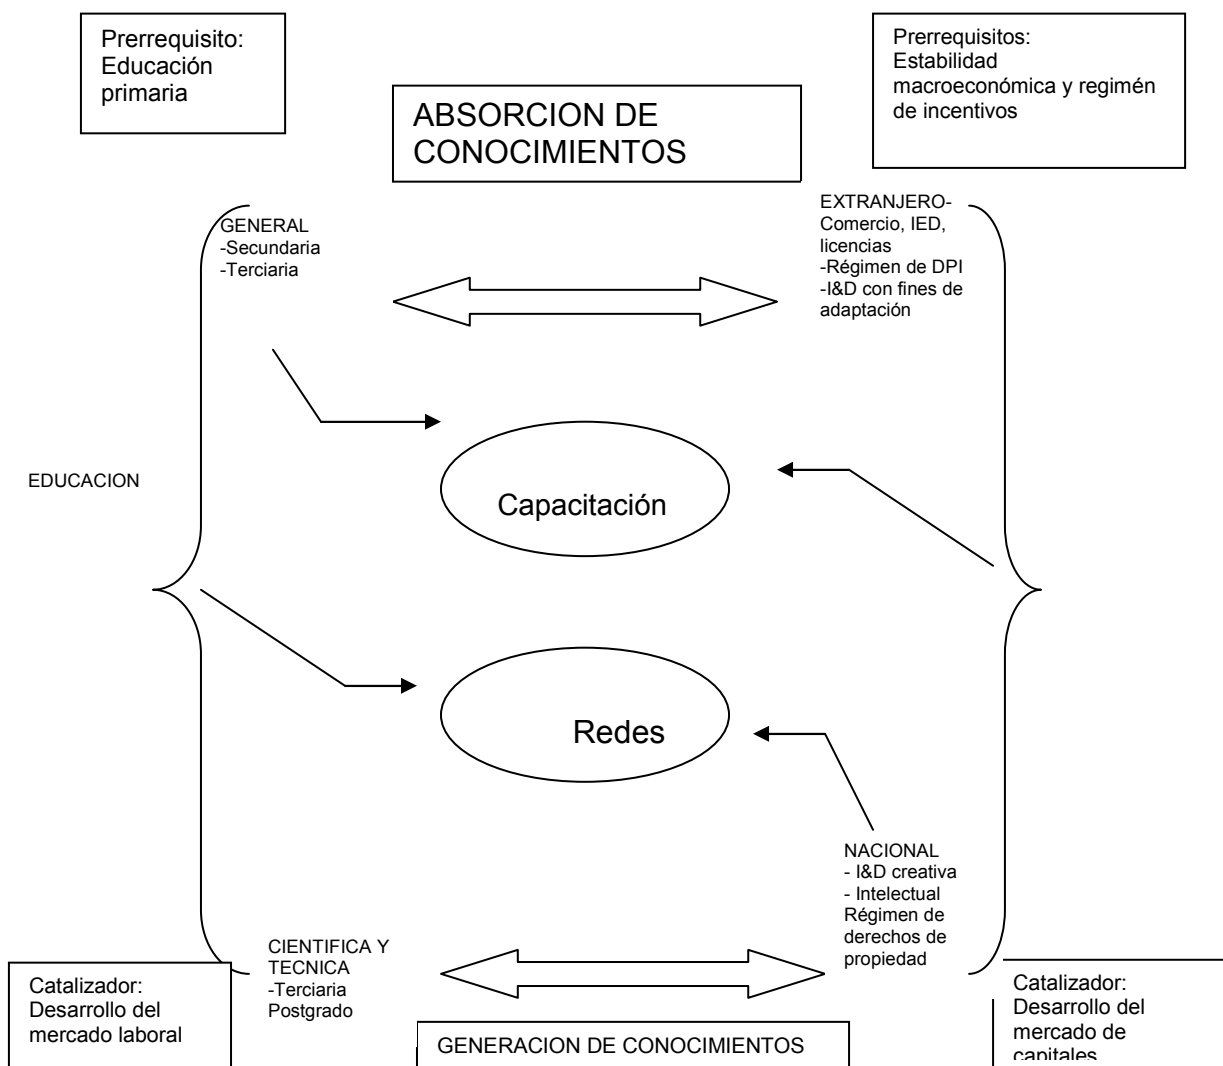 Prerrequisito:
Educación
primaria
Prerrequisitos:
Estabilidad
macroeconómica y regimén
de incentivos
ABSORCION DE
CONOCIMIENTOS
GENERAL
-Secundaria
-Terciaria
EXTRANJERO-
Comercio, IED,
licencias
-Régimen de DPI
-I&D con fines de
adaptación
EDUCACION
Capacitación
Redes
NACIONAL
- I&D creativa
- Intelectual
Régimen de
derechos de
propiedad
CIENTIFICA Y
TECNICA
-Terciaria
Postgrado
Catalizador:
Desarrollo del
mercado laboral
GENERACION DE CONOCIMIENTOS
Catalizador:
Desarrollo del
mercado de
capitales